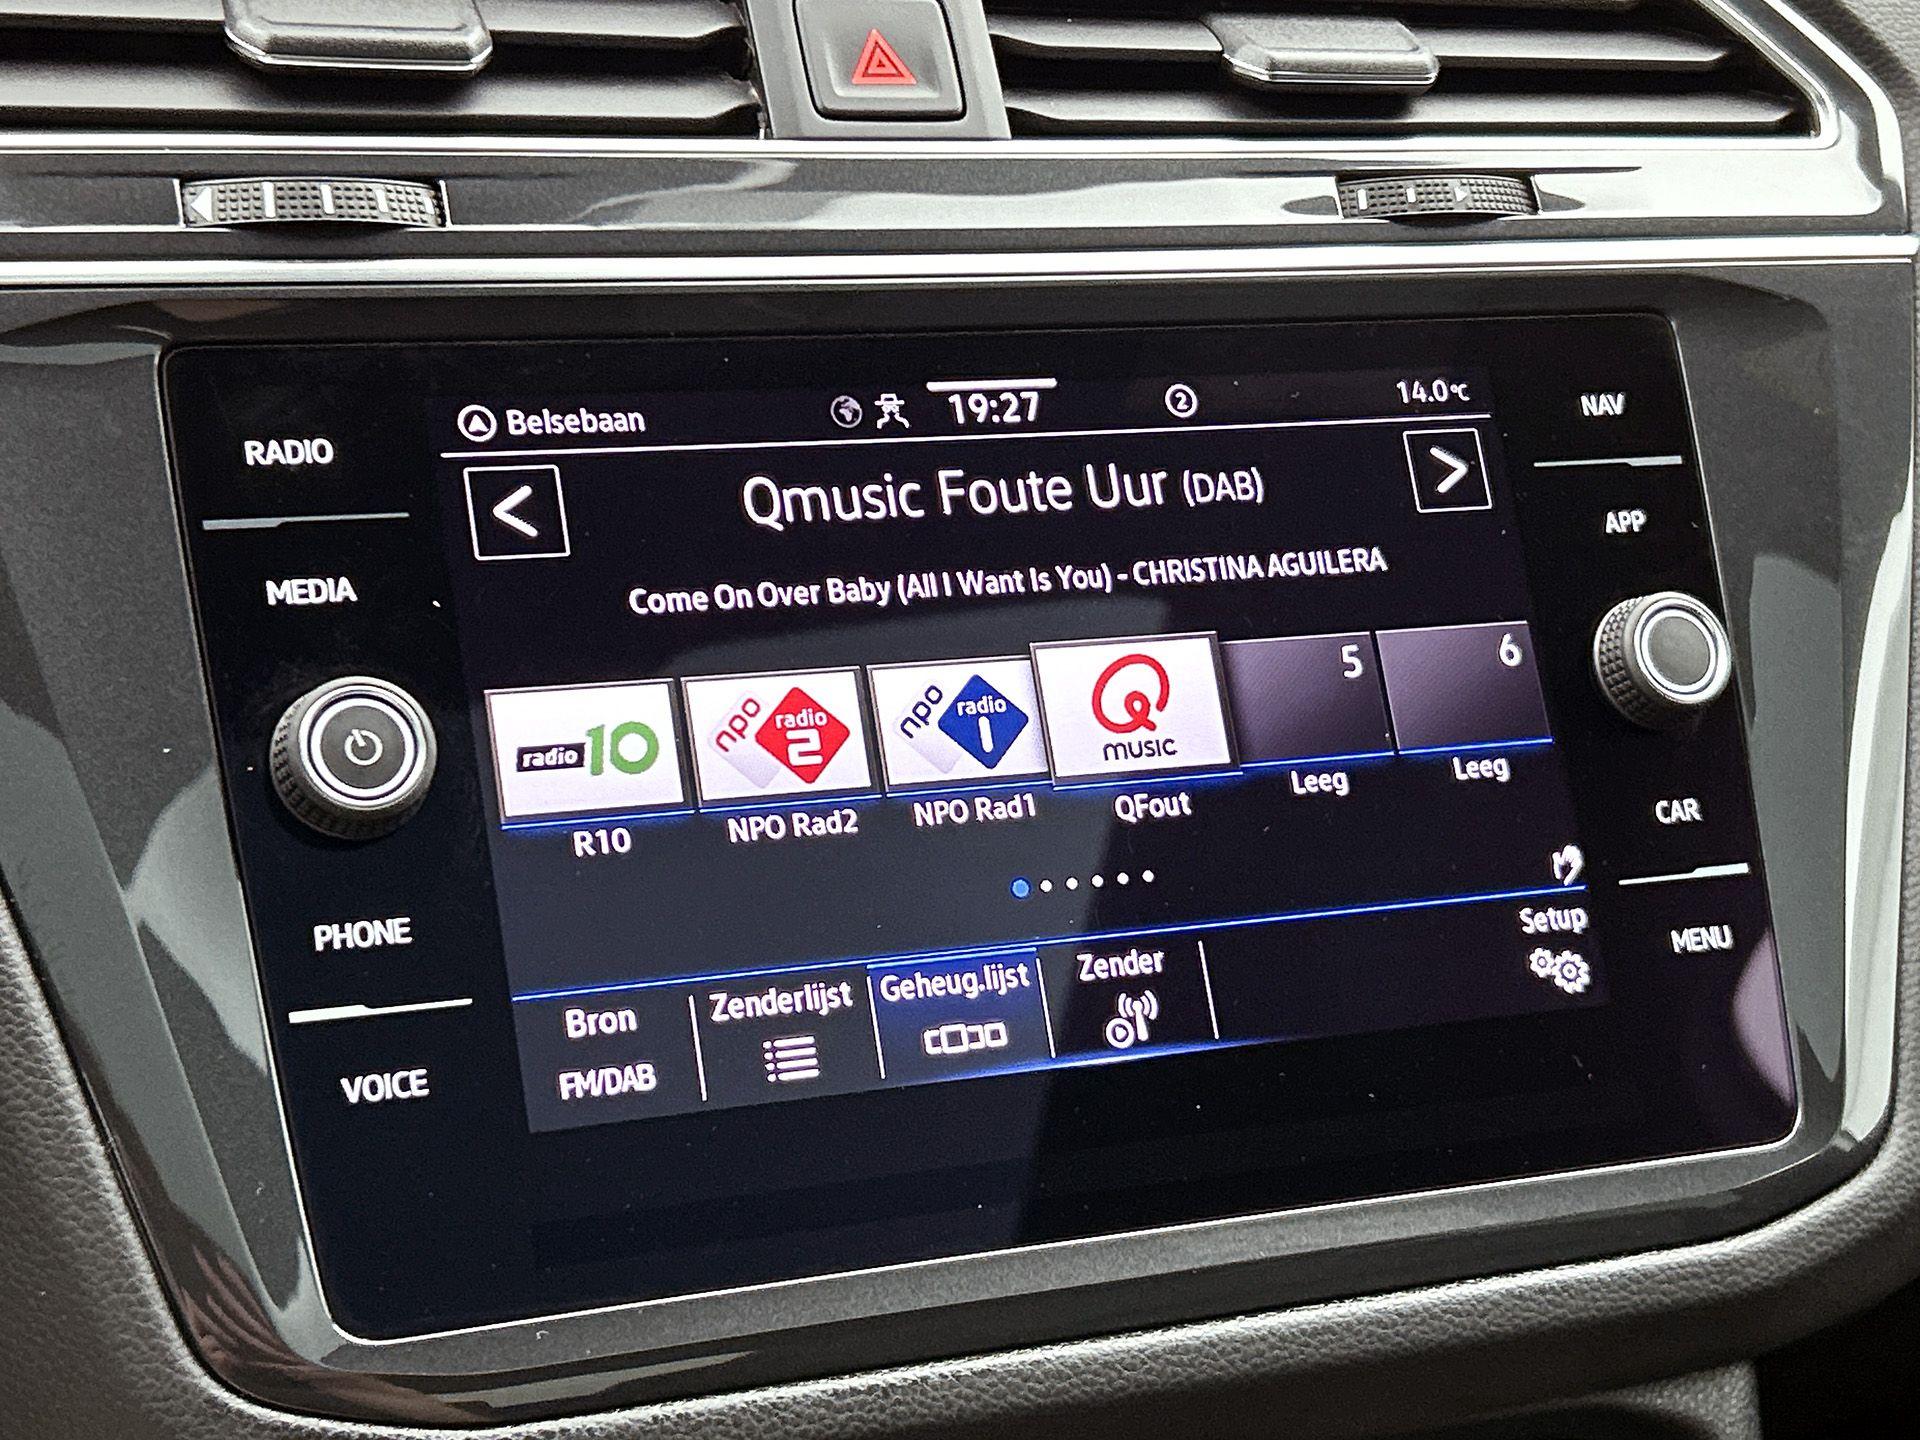 Belsebaan 19:27 2 14.0°C
RADIO
NAV
Qmusic Foute Uur (DAB)
APP
MEDIA
Come On Over Baby (All I Want Is You) - CHRISTINA AGUILERA
radio 10
npo radio 2
npo radio 1
Q MUSIC
5
6
R10
NPO Rad2
NPO Rad1
QFout
Leeg
Leeg
CAR
PHONE
MENU
VOICE
Bron
FM/DAB
Zenderlijst
Geheug.lijst
Zender
Setup